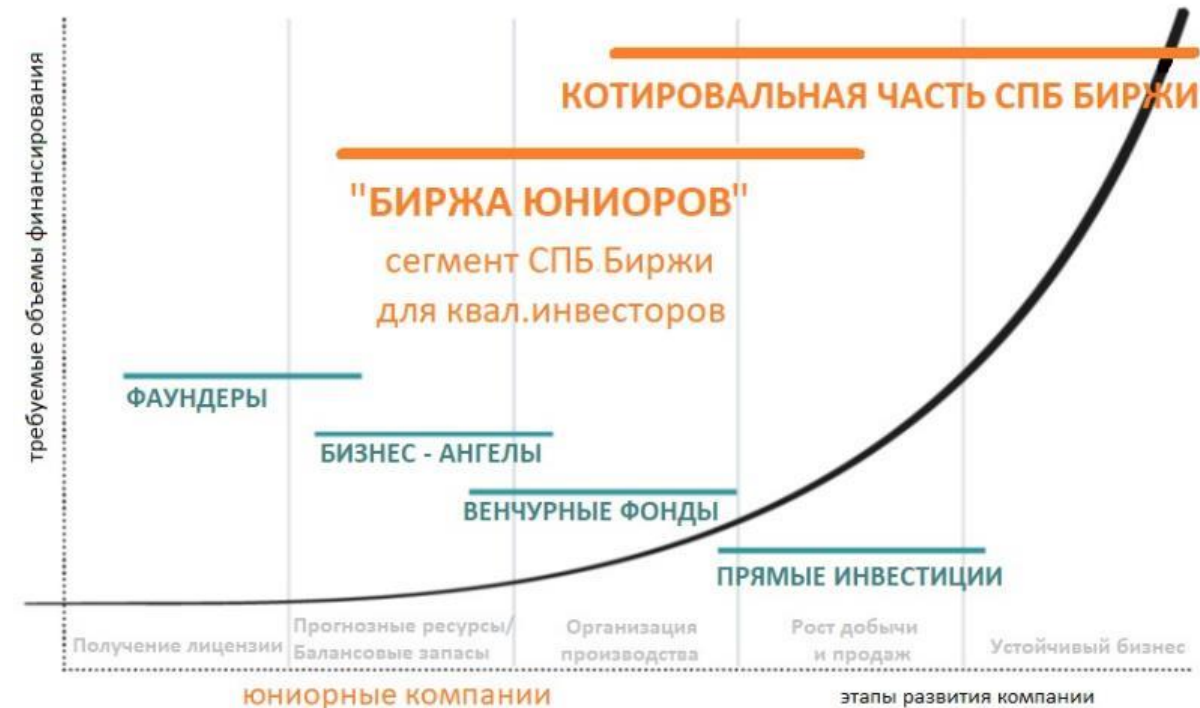 требуемые объемы финансирования
КОТИРОВАЛЬНАЯ ЧАСТЬ СПБ БИРЖИ
"БИРЖА ЮНИОРОВ"
сегмент СПБ Биржи
для квал.инвесторов
ФАУНДЕРЫ
БИЗНЕС - АНГЕЛЫ
ВЕНЧУРНЫЕ ФОНДЫ
ПРЯМЫЕ ИНВЕСТИЦИИ
Получение лицензии
Прогнозные ресурсы/
Балансовые запасы
Организация
производства
Рост добычи
и продаж
Устойчивый бизнес
юниорные компании
этапы развития компании